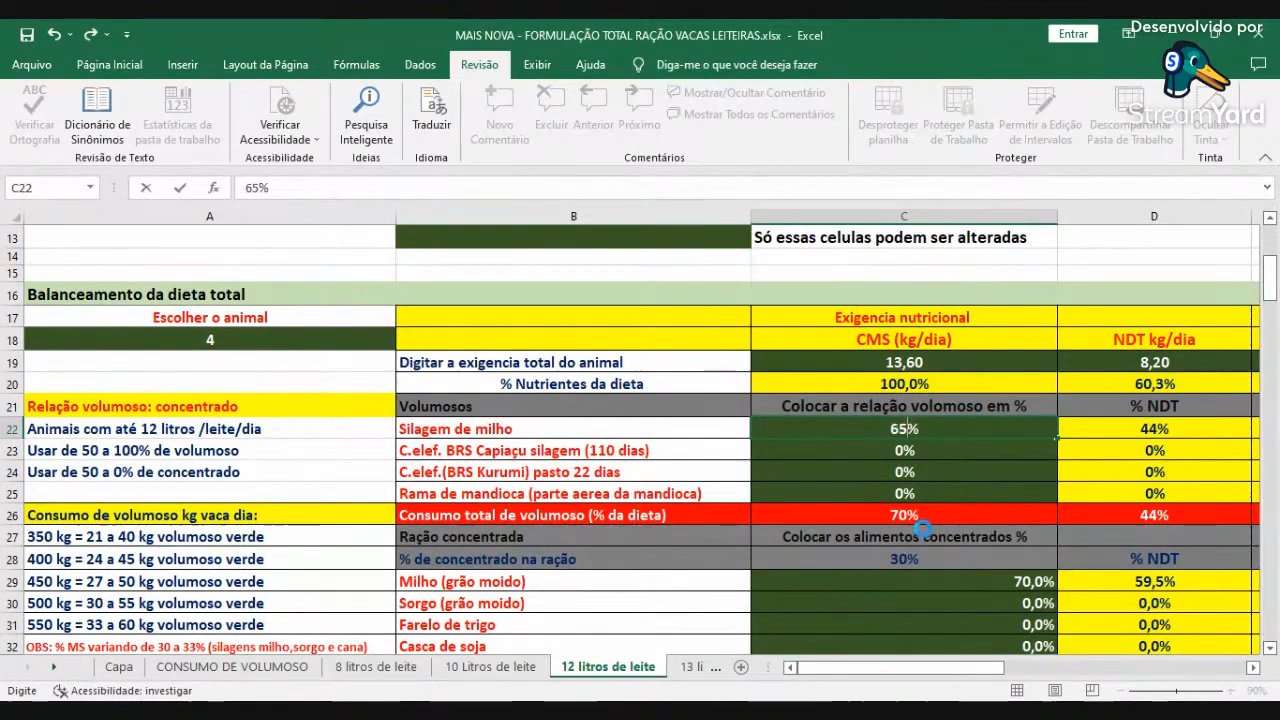 Desenvolvido por
StreamYard
MAIS NOVA - FORMULAÇÃO TOTAL RAÇÃO VACAS LEITEIRAS.xlsx - Excel
Entrar
Arquivo Página Inicial Inserir Layout da Página Fórmulas Dados Revisão Exibir Ajuda Diga-me o que você deseja fazer
Verificar Ortografia
Dicionário de Sinônimos
Estatísticas da pasta de trabalho
Verificar Acessibilidade
Pesquisa Inteligente
Traduzir
Novo Comentário
Excluir
Anterior
Próximo
Mostrar/Ocultar Comentário
Mostrar Todos os Comentários
Desproteger planilha
Proteger Pasta de Trabalho
Permitir a Edição de Intervalos
Descompartilhar Pasta de Trabalho
Ocultar Tinta
Revisão de Texto Acessibilidade Ideias Idioma Comentários Proteger Tinta
C22 fx 65%
A B C D
13 Só essas celulas podem ser alteradas
14
15
16 Balanceamento da dieta total
17 Escolher o animal Exigencia nutricional
18 4 CMS (kg/dia) NDT kg/dia
19 Digitar a exigencia total do animal 13,60 8,20
20 % Nutrientes da dieta 100,0% 60,3%
21 Relação volumoso: concentrado Volumosos Colocar a relação volomoso em % % NDT
22 Animais com até 12 litros /leite/dia Silagem de milho 65% 44%
23 Usar de 50 a 100% de volumoso C.elef. BRS Capiaçu silagem (110 dias) 0% 0%
24 Usar de 50 a 0% de concentrado C.elef.(BRS Kurumi) pasto 22 dias 0% 0%
25 Rama de mandioca (parte aerea da mandioca) 0% 0%
26 Consumo de volumoso kg vaca dia: Consumo total de volumoso (% da dieta) 70% 44%
27 350 kg = 21 a 40 kg volumoso verde Ração concentrada Colocar os alimentos concentrados %
28 400 kg = 24 a 45 kg volumoso verde % de concentrado na ração 30% % NDT
29 450 kg = 27 a 50 kg volumoso verde Milho (grão moido) 70,0% 59,5%
30 500 kg = 30 a 55 kg volumoso verde Sorgo (grão moido) 0,0% 0,0%
31 550 kg = 33 a 60 kg volumoso verde Farelo de trigo 0,0% 0,0%
32 OBS: % MS variando de 30 a 33% (silagens milho,sorgo e cana) Casca de soja 0,0% 0,0%
Capa CONSUMO DE VOLUMOSO 8 litros de leite 10 Litros de leite 12 litros de leite 13 li ...
Digite Acessibilidade: investigar 90%